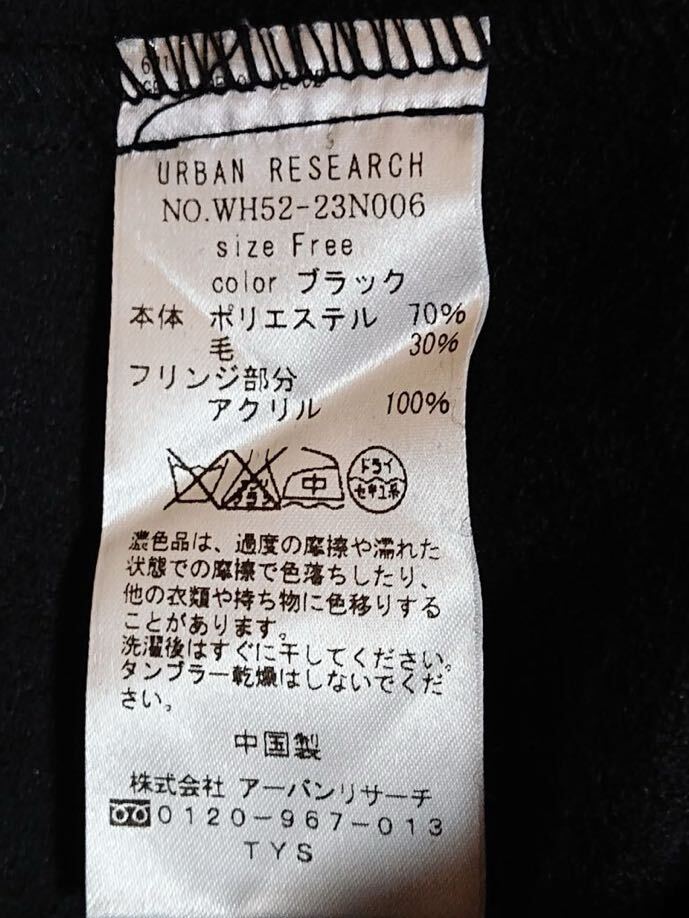 URBAN RESEARCH
NO.WH52-23N006
size Free
color ブラック
本体 ポリエステル 70%
毛 30%
フリンジ部分
アクリル 100%
中 ドライ
セキユ系
濃色品は、過度の摩擦や濡れた
状態での摩擦で色落ちしたり、
他の衣類や持ち物に色移りする
ことがあります。
洗濯後はすぐに干してください。
タンブラー乾燥はしないでくだ
さい。
中国製
株式会社 アーバンリサーチ
0120-967-013
TYS